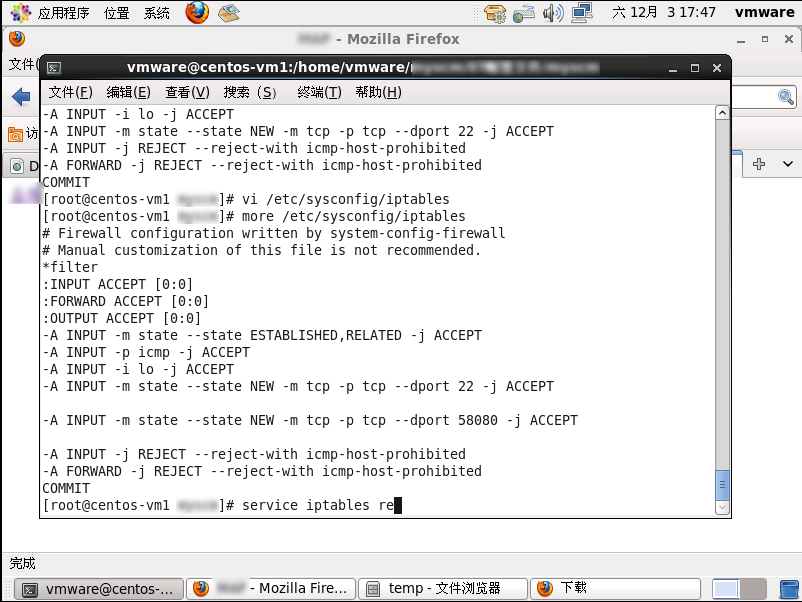 应用程序 位置 系统 六 12月 3 17:47 vmware
- Mozilla Firefox
文件(
vmware@centos-vm1:/home/vmware/
文件(F) 编辑(E) 查看(V) 搜索 (S) 终端(T) 帮助(H)
-A INPUT -i lo -j ACCEPT
-A INPUT -m state --state NEW -m tcp -p tcp --dport 22 -j ACCEPT
-A INPUT -j REJECT --reject-with icmp-host-prohibited
-A FORWARD -j REJECT --reject-with icmp-host-prohibited
COMMIT
[root@centos-vm1 ]# vi /etc/sysconfig/iptables
[root@centos-vm1 ]# more /etc/sysconfig/iptables
# Firewall configuration written by system-config-firewall
# Manual customization of this file is not recommended.
*filter
:INPUT ACCEPT [0:0]
:FORWARD ACCEPT [0:0]
:OUTPUT ACCEPT [0:0]
-A INPUT -m state --state ESTABLISHED,RELATED -j ACCEPT
-A INPUT -p icmp -j ACCEPT
-A INPUT -i lo -j ACCEPT
-A INPUT -m state --state NEW -m tcp -p tcp --dport 22 -j ACCEPT
-A INPUT -m state --state NEW -m tcp -p tcp --dport 58080 -j ACCEPT
-A INPUT -j REJECT --reject-with icmp-host-prohibited
-A FORWARD -j REJECT --reject-with icmp-host-prohibited
COMMIT
[root@centos-vm1 ]# service iptables re
访
D
完成
vmware@centos-... - Mozilla Fire... temp - 文件浏览器 下载